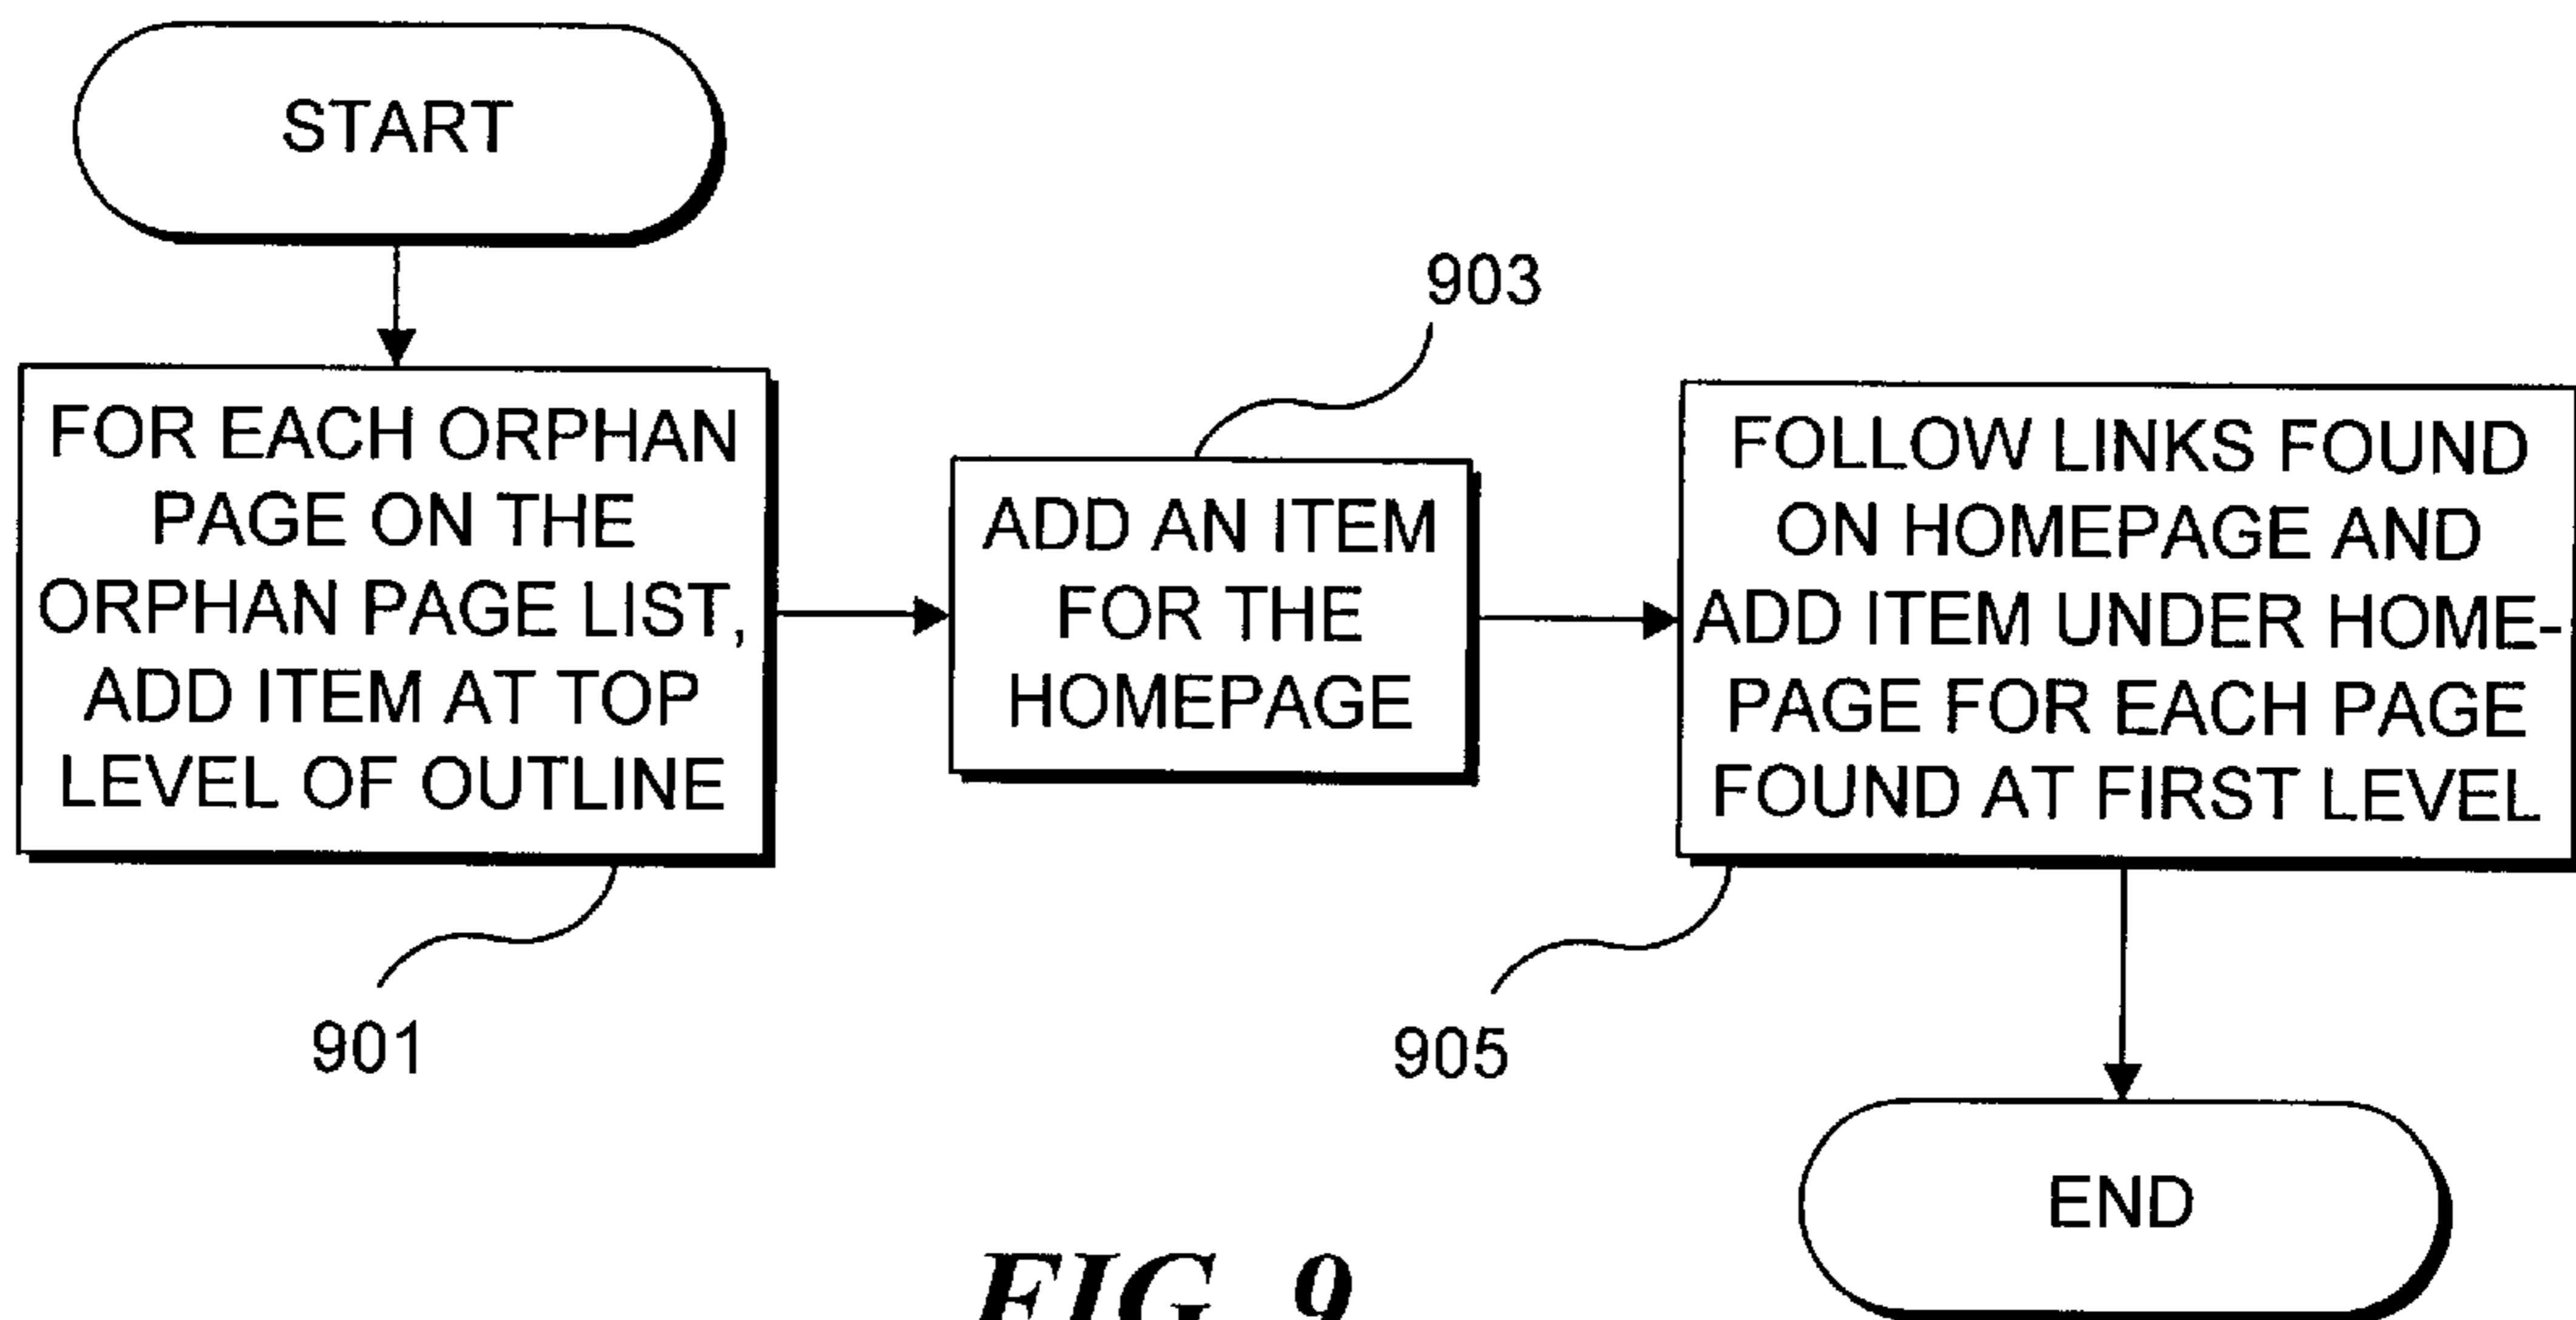 START
FOR EACH ORPHAN
PAGE ON THE
ORPHAN PAGE LIST,
ADD ITEM AT TOP
LEVEL OF OUTLINE
901
903
ADD AN ITEM
FOR THE
HOMEPAGE
FOLLOW LINKS FOUND
ON HOMEPAGE AND
ADD ITEM UNDER HOME-
PAGE FOR EACH PAGE
FOUND AT FIRST LEVEL
905
END
FIG. 9